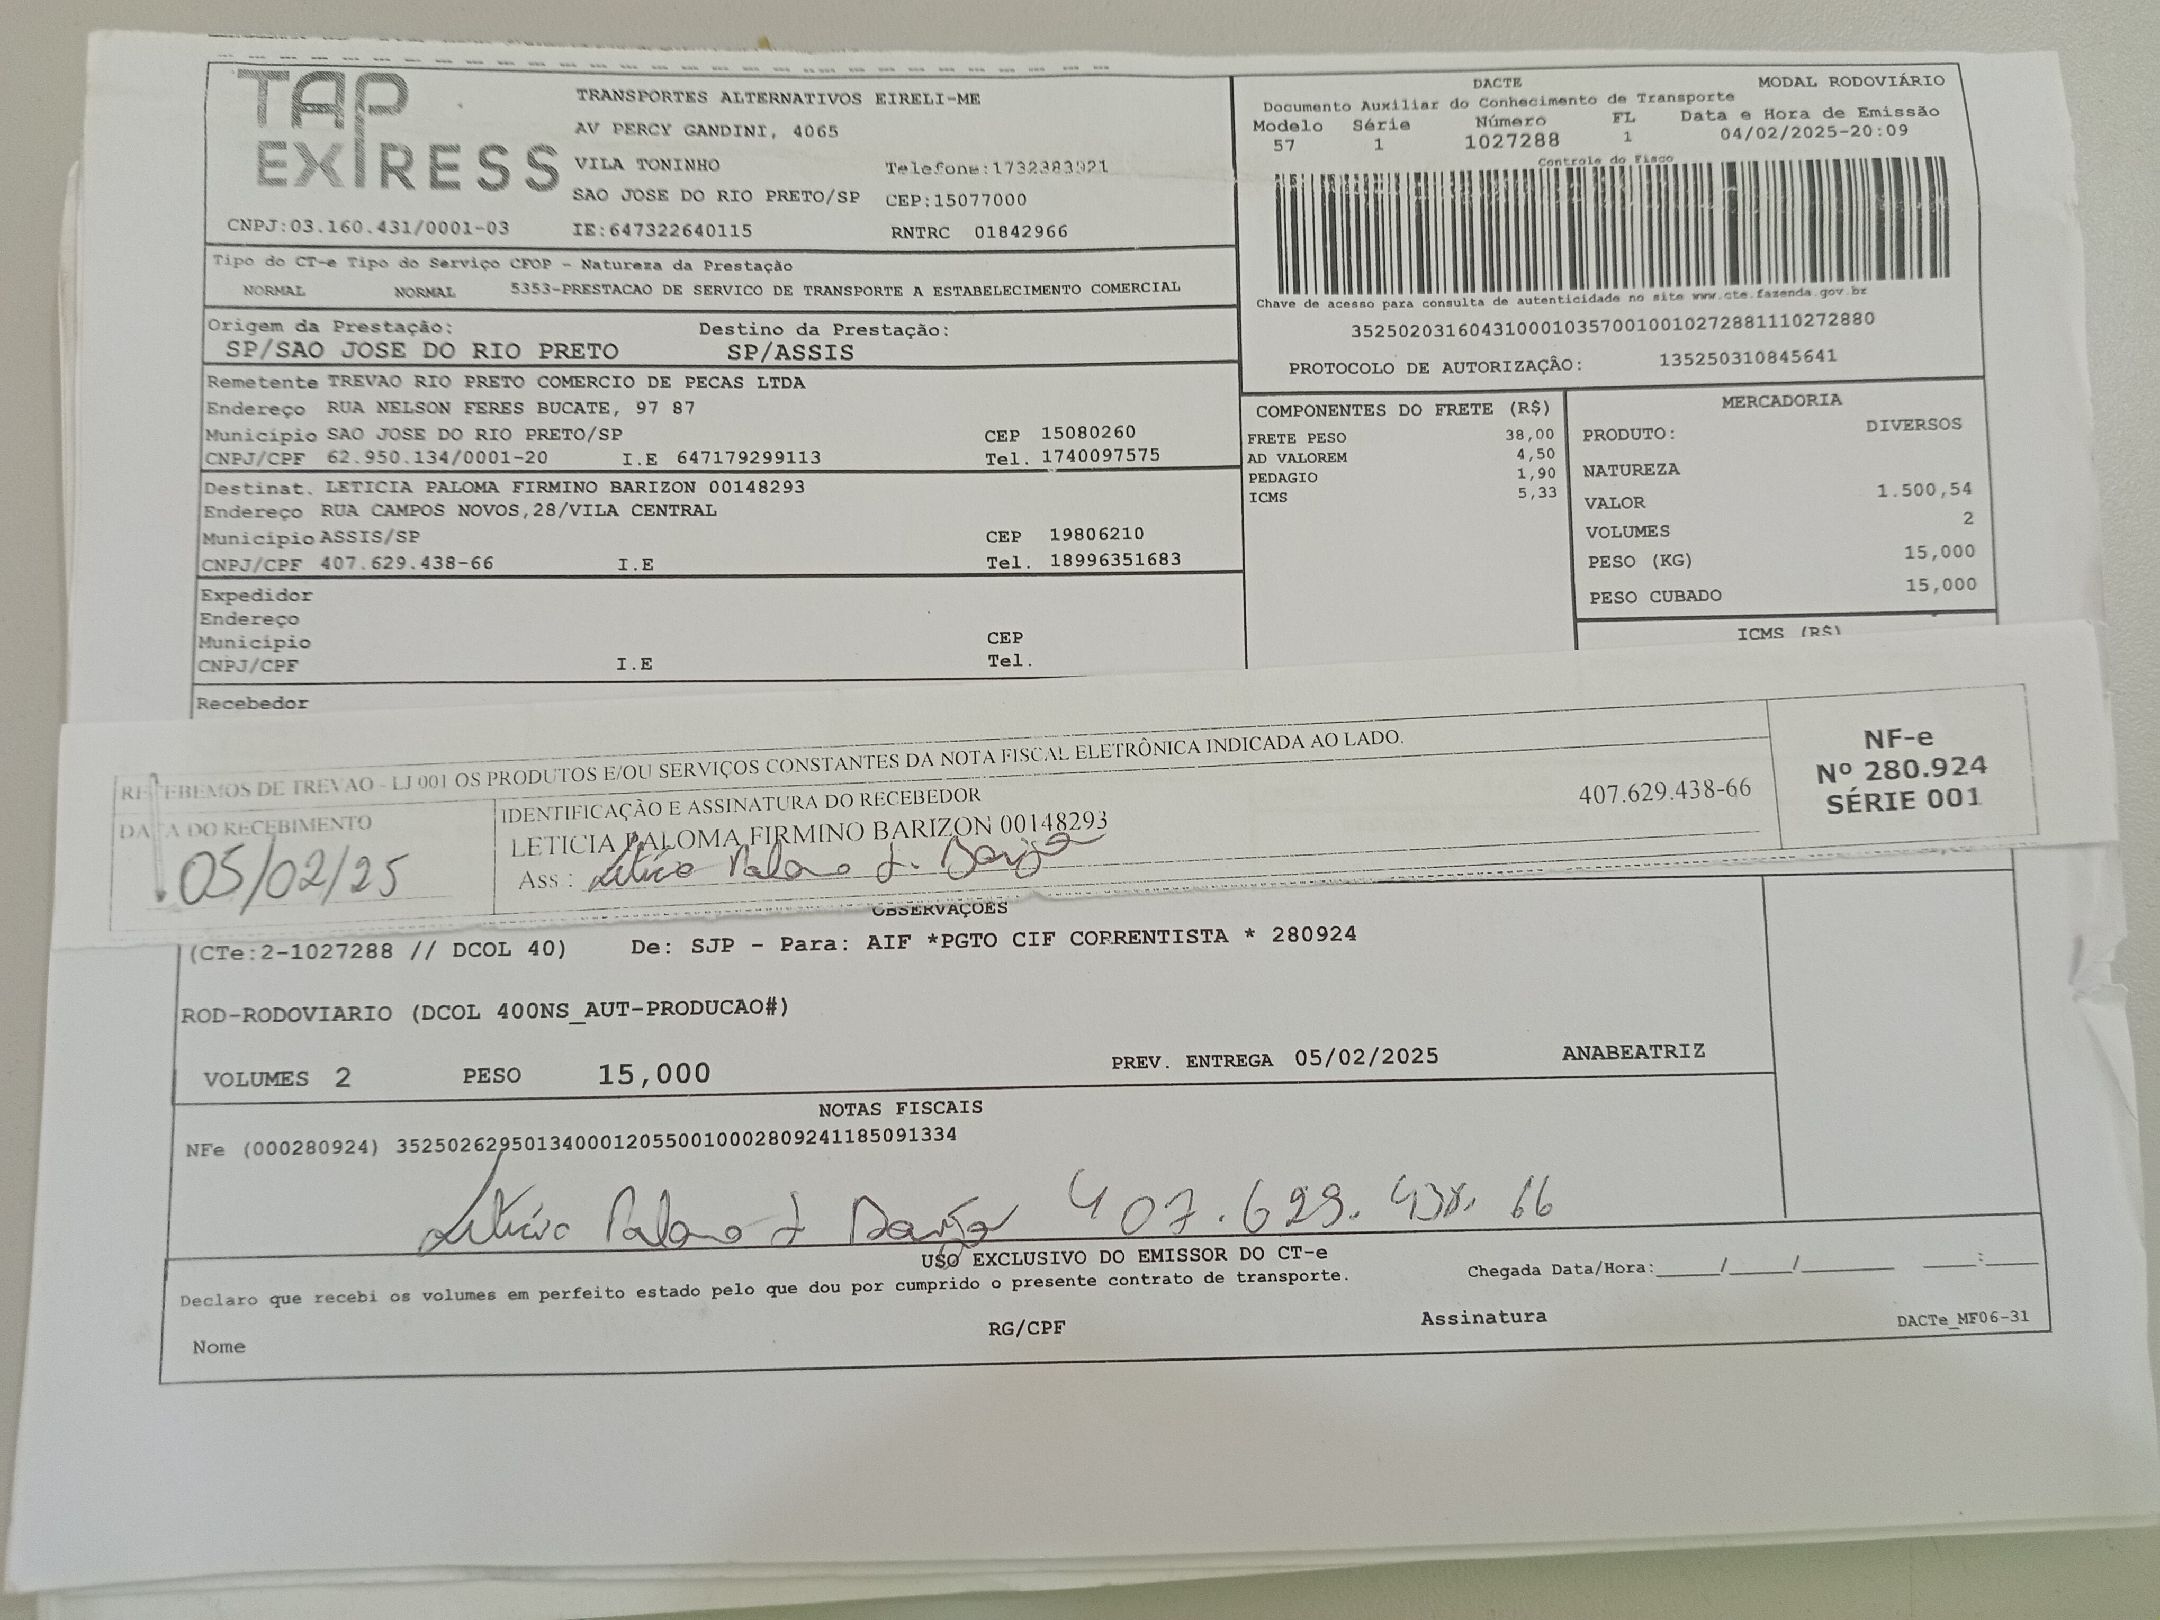 TAP EXPRESS
TRANSPORTES ALTERNATIVOS EIRELI-ME
AV PERCY GANDINI, 4065
VILA TONINHO Telefone:1732383921
SAO JOSE DO RIO PRETO/SP CEP:15077000
CNPJ:03.160.431/0001-03 IE:647322640115 RNTRC 01842966
DACTE MODAL RODOVIÁRIO
Documento Auxiliar do Conhecimento de Transporte
Modelo Série Número FL Data e Hora de Emissão
57 1 1027288 1 04/02/2025-20:09
Controle do Fisco
Chave de acesso para consulta de autenticidade no site www.cte.fazenda.gov.br
35250203160431000103570010010272881110272880
PROTOCOLO DE AUTORIZAÇÃO: 135250310845641
Tipo do CT-e Tipo do Serviço CFOP - Natureza da Prestação
NORMAL NORMAL 5353-PRESTACAO DE SERVICO DE TRANSPORTE A ESTABELECIMENTO COMERCIAL
Origem da Prestação: Destino da Prestação:
SP/SAO JOSE DO RIO PRETO SP/ASSIS
Remetente TREVAO RIO PRETO COMERCIO DE PECAS LTDA
Endereço RUA NELSON FERES BUCATE, 97 87
Município SAO JOSE DO RIO PRETO/SP CEP 15080260
CNPJ/CPF 62.950.134/0001-20 I.E 647179299113 Tel. 1740097575
Destinat. LETICIA PALOMA FIRMINO BARIZON 00148293
Endereço RUA CAMPOS NOVOS,28/VILA CENTRAL
Município ASSIS/SP CEP 19806210
CNPJ/CPF 407.629.438-66 I.E Tel. 18996351683
Expedidor
Endereço
Município CEP
CNPJ/CPF I.E Tel.
Recebedor
COMPONENTES DO FRETE (R$)
FRETE PESO 38,00
AD VALOREM 4,50
PEDAGIO 1,90
ICMS 5,33
MERCADORIA
PRODUTO: DIVERSOS
NATUREZA
VALOR 1.500,54
VOLUMES 2
PESO (KG) 15,000
PESO CUBADO 15,000
ICMS (R$)
RECEBEMOS DE TREVAO - LJ 001 OS PRODUTOS E/OU SERVIÇOS CONSTANTES DA NOTA FISCAL ELETRÔNICA INDICADA AO LADO.
DATA DO RECEBIMENTO
05/02/25
IDENTIFICAÇÃO E ASSINATURA DO RECEBEDOR
LETICIA PALOMA FIRMINO BARIZON 00148293 407.629.438-66
Ass : Letícia Paloma F. Barizon
NF-e
Nº 280.924
SÉRIE 001
OBSERVAÇOES
(CTe:2-1027288 // DCOL 40) De: SJP - Para: AIF *PGTO CIF CORRENTISTA * 280924
ROD-RODOVIARIO (DCOL 400NS_AUT-PRODUCAO#)
VOLUMES 2 PESO 15,000 PREV. ENTREGA 05/02/2025 ANABEATRIZ
NOTAS FISCAIS
NFe (000280924) 35250262950134000120550010002809241185091334
Letícia Paloma F Barizon 407.629.438.66
USO EXCLUSIVO DO EMISSOR DO CT-e
Declaro que recebi os volumes em perfeito estado pelo que dou por cumprido o presente contrato de transporte. Chegada Data/Hora:_____/_____/_______ ____:____
Nome RG/CPF Assinatura DACTe_MF06-31